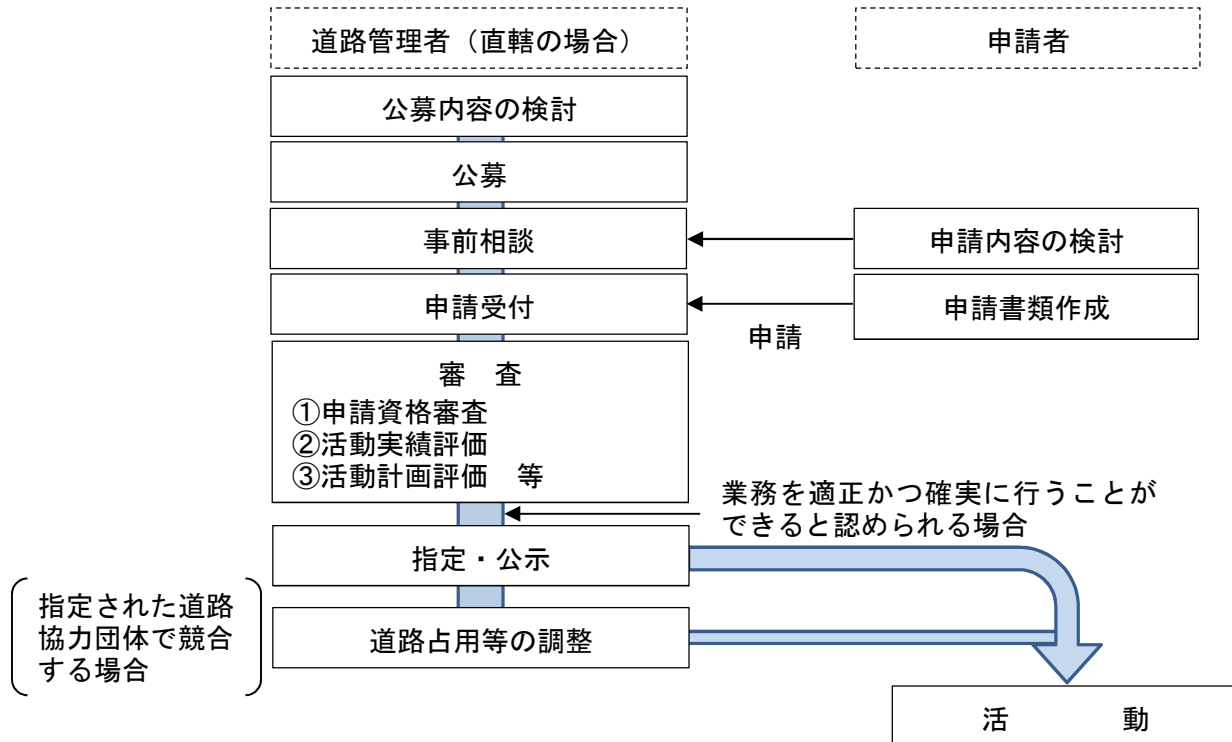 道路管理者（直轄の場合）
申請者
公募内容の検討
公募
事前相談
申請内容の検討
申請受付
申請書類作成
申請
審　査
①申請資格審査
②活動実績評価
③活動計画評価　等
業務を適正かつ確実に行うことが
できると認められる場合
指定・公示
指定された道路
協力団体で競合
する場合
道路占用等の調整
活　　動